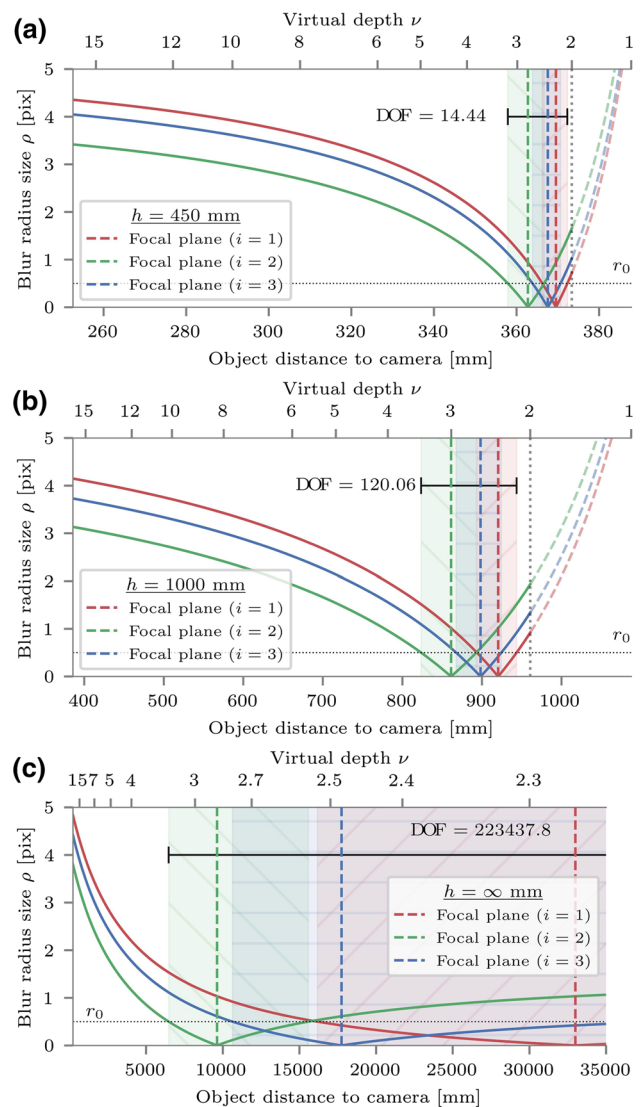 (a)
Virtual depth ν
15 12 10 7 5 4 3 2 1
5
4
3
2
1
0
Blur radius size ρ [pix]
DOF = 14.44
h = 450 mm
Focal plane (i = 1)
Focal plane (i = 2)
Focal plane (i = 3)
r0
260 280 300 320 340 360 380
Object distance to camera [mm]
(b)
Virtual depth ν
15 12 10 7 5 4 3 2 1
5
4
3
2
1
0
Blur radius size ρ [pix]
DOF = 120.06
h = 1000 mm
Focal plane (i = 1)
Focal plane (i = 2)
Focal plane (i = 3)
r0
400 500 600 700 800 900 1000
Object distance to camera [mm]
(c)
Virtual depth ν
15 7 5 4 3 2.7 2.5 2.4 2.3
5
4
3
2
1
0
Blur radius size ρ [pix]
DOF = 223437.8
h = ∞ mm
Focal plane (i = 1)
Focal plane (i = 2)
Focal plane (i = 3)
r0
5000 10000 15000 20000 25000 30000 35000
Object distance to camera [mm]